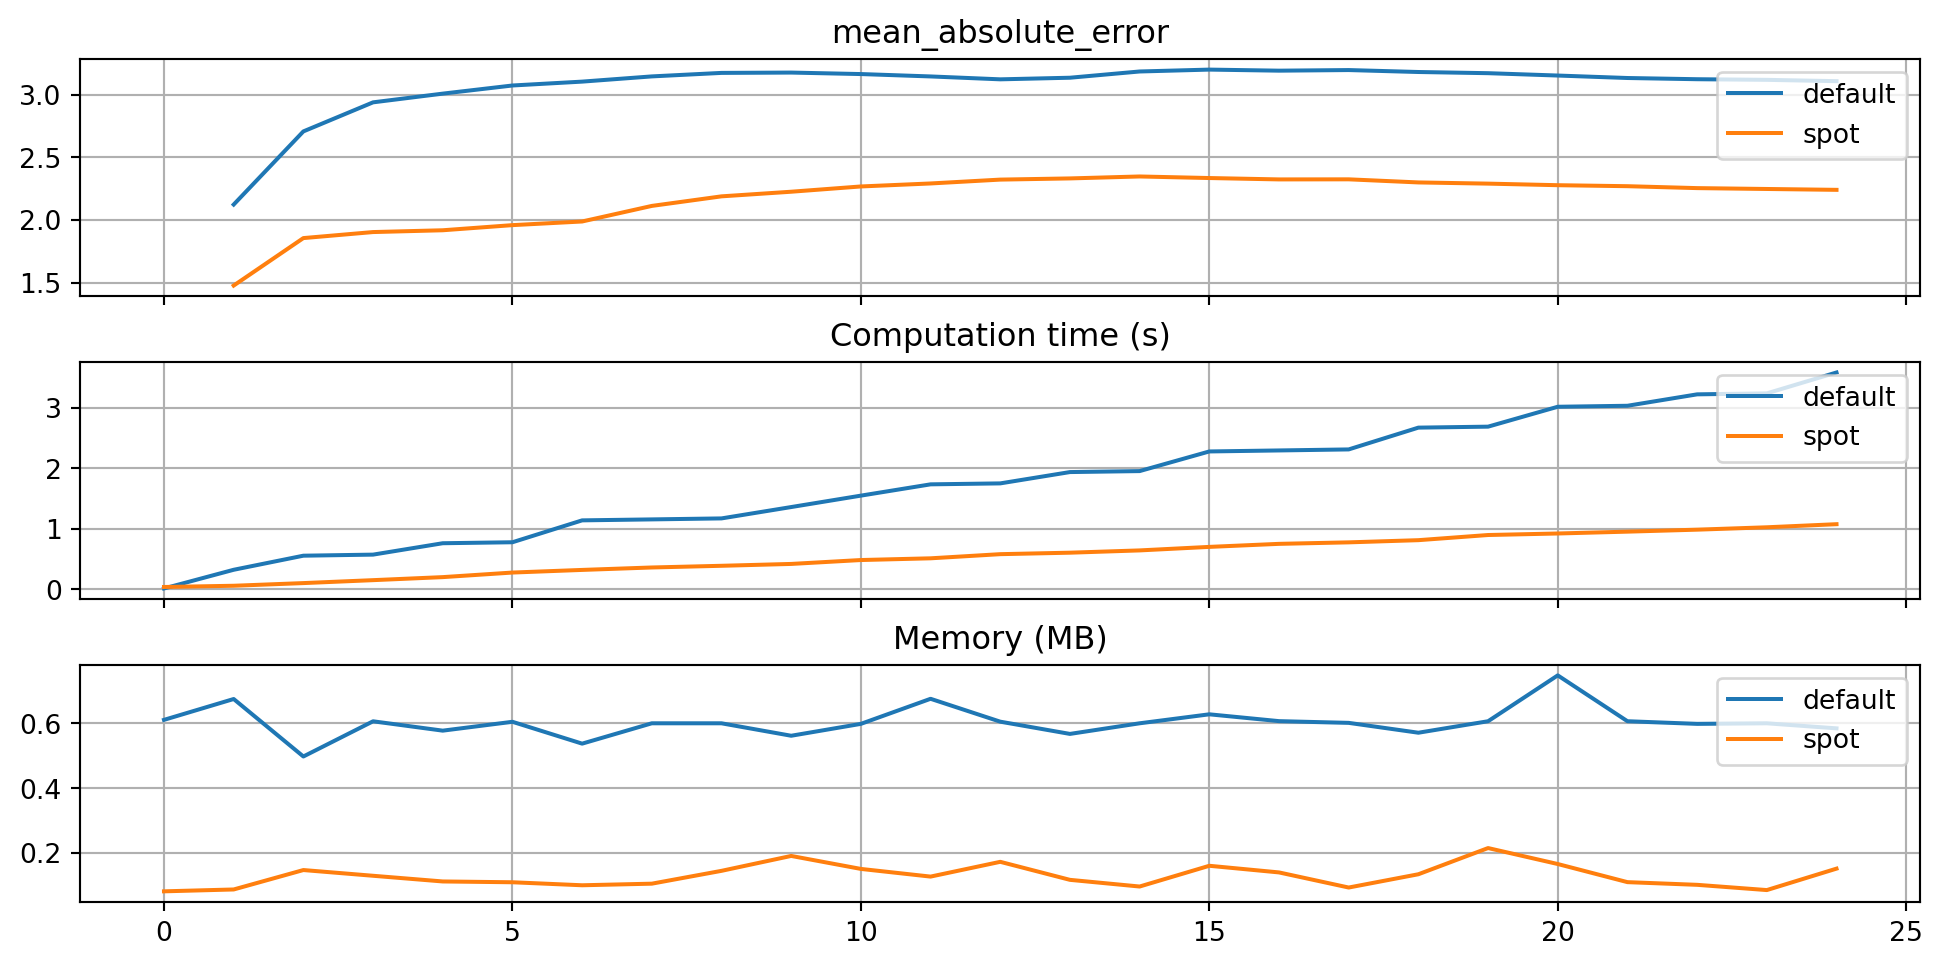 mean_absolute_error
3.0
2.5
2.0
1.5
default
spot
Computation time (s)
3
2
1
0
default
spot
Memory (MB)
0.6
0.4
0.2
default
spot
0 5 10 15 20 25